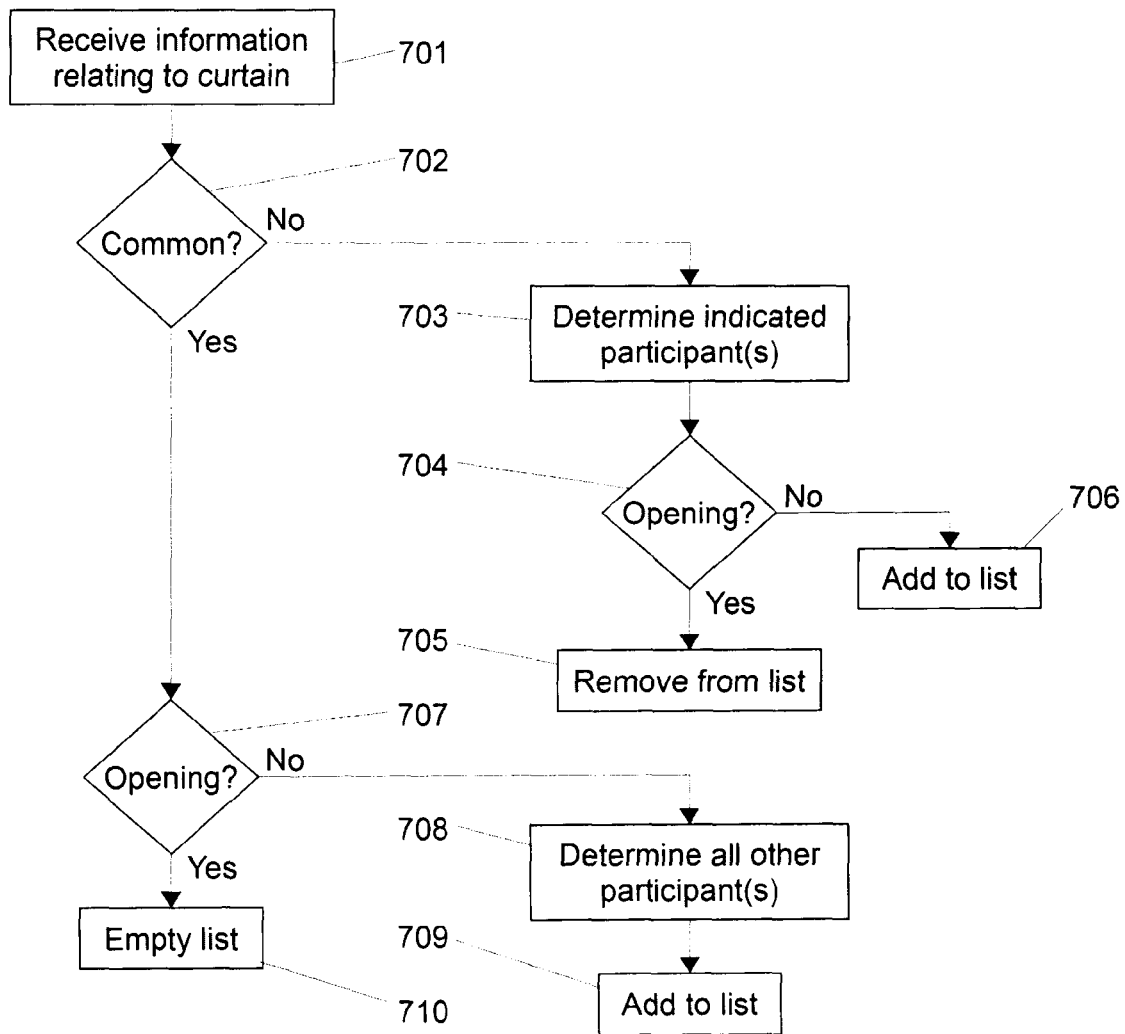 Receive information
relating to curtain
701
702
Common?
No
Yes
703
Determine indicated
participant(s)
704
Opening?
No
706
Add to list
Yes
705
Remove from list
707
Opening?
No
Yes
708
Determine all other
participant(s)
Empty list
709
Add to list
710